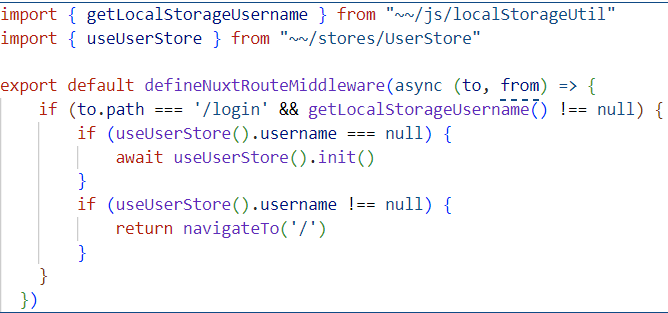 import { getLocalStorageUsername } from "~~/js/localStorageUtil"
import { useUserStore } from "~~/stores/UserStore"

export default defineNuxtRouteMiddleware(async (to, from) => {
    if (to.path === '/login' && getLocalStorageUsername() !== null) {
        if (useUserStore().username === null) {
            await useUserStore().init()
        }
        if (useUserStore().username !== null) {
            return navigateTo('/')
        }
    }
  })